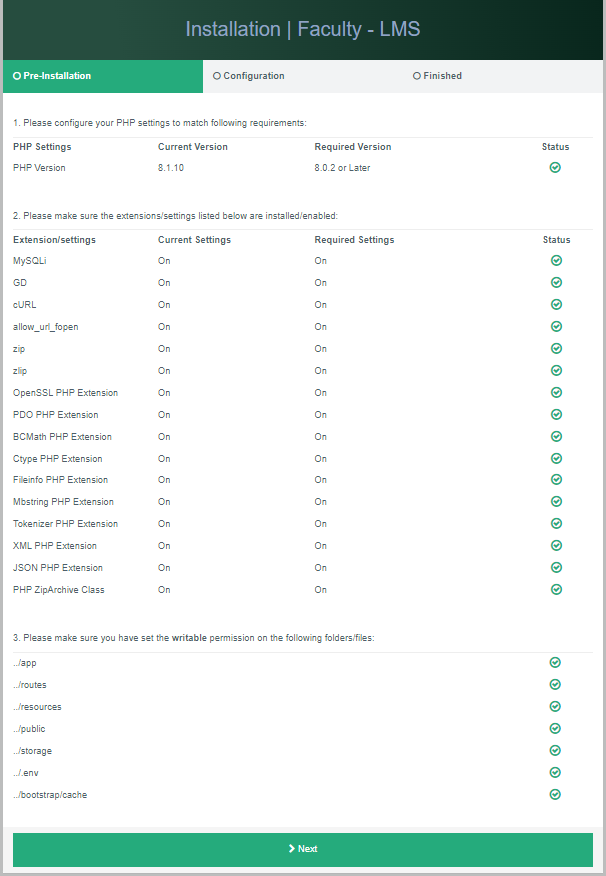 Installation | Faculty - LMS
Pre-Installation Configuration Finished
1. Please configure your PHP settings to match following requirements:
PHP Settings Current Version Required Version Status
PHP Version 8.1.10 8.0.2 or Later
2. Please make sure the extensions/settings listed below are installed/enabled:
Extension/settings Current Settings Required Settings Status
MySQLi On On
GD On On
cURL On On
allow_url_fopen On On
zip On On
zlip On On
OpenSSL PHP Extension On On
PDO PHP Extension On On
BCMath PHP Extension On On
Ctype PHP Extension On On
Fileinfo PHP Extension On On
Mbstring PHP Extension On On
Tokenizer PHP Extension On On
XML PHP Extension On On
JSON PHP Extension On On
PHP ZipArchive Class On On
3. Please make sure you have set the writable permission on the following folders/files:
../app
../routes
../resources
../public
../storage
../.env
../bootstrap/cache
Next